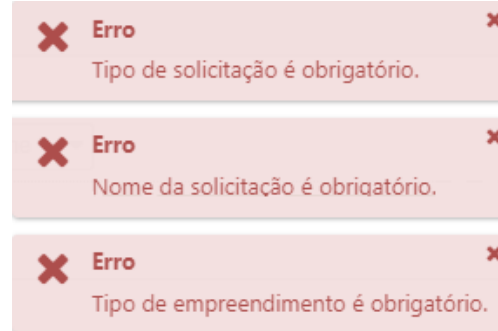 Erro
Tipo de solicitação é obrigatório.
Erro
Nome da solicitação é obrigatório.
Erro
Tipo de empreendimento é obrigatório.